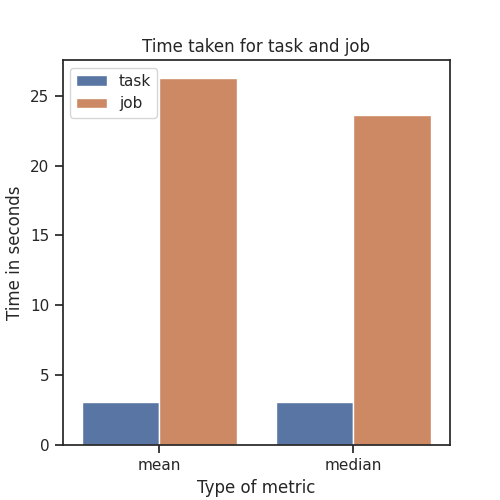 Time taken for task and job
task
job
Time in seconds
25
20
15
10
5
0
mean median
Type of metric